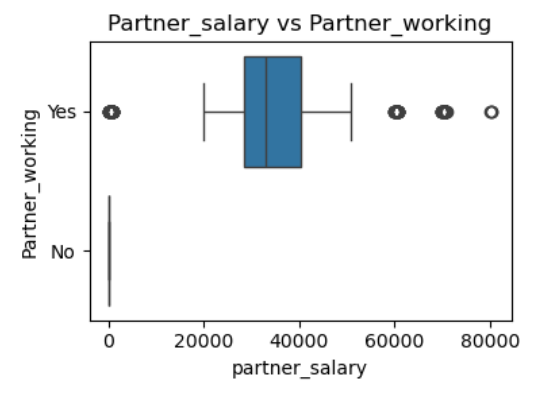 Partner_salary vs Partner_working
Partner_working
Yes
No
0 20000 40000 60000 80000
partner_salary